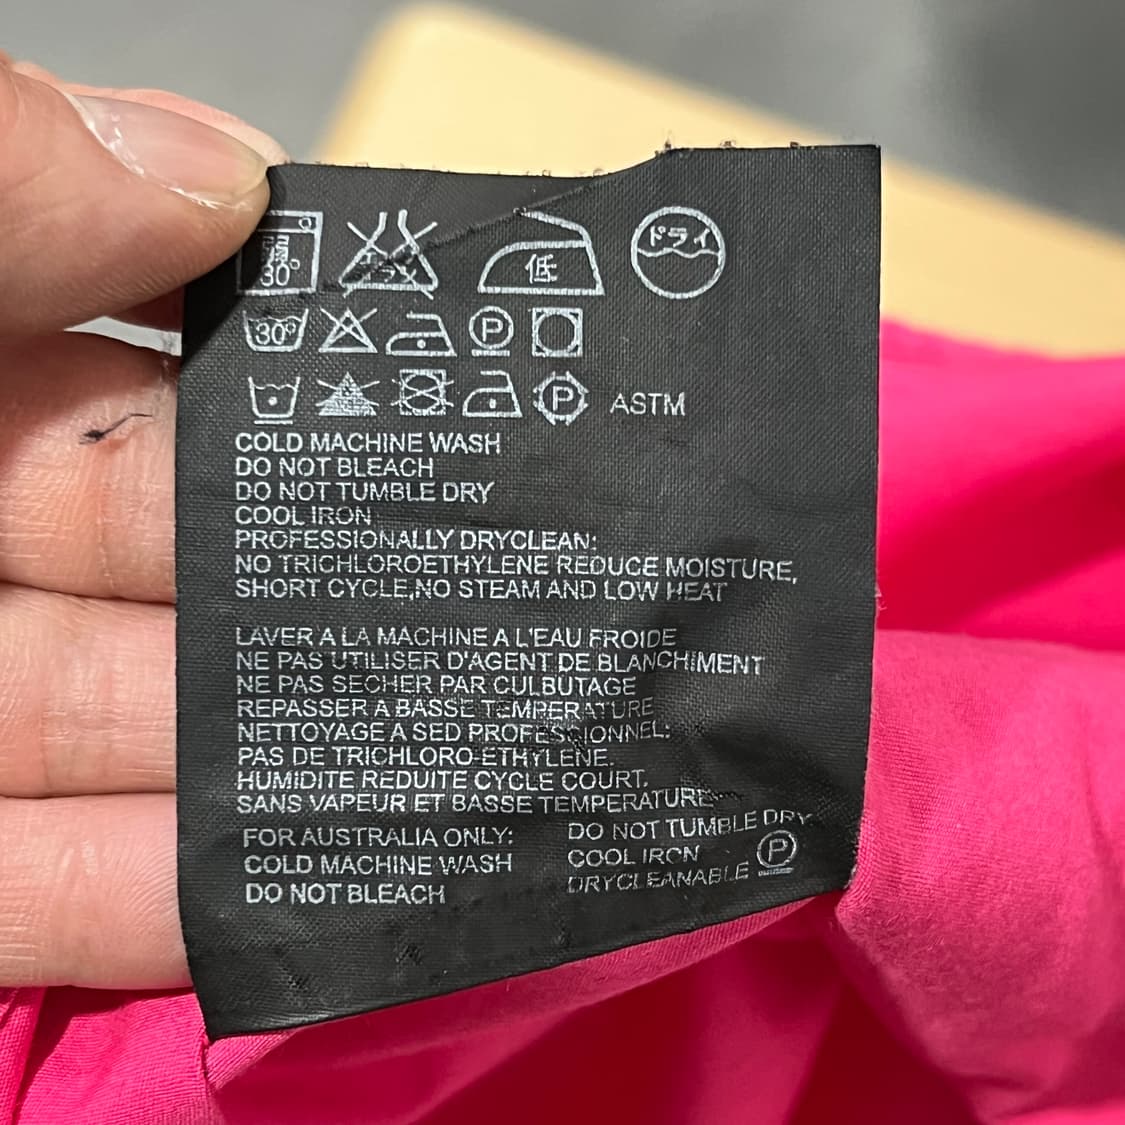 弱
30°
エンソ
低
ドライ
30°
P
P
ASTM
COLD MACHINE WASH
DO NOT BLEACH
DO NOT TUMBLE DRY
COOL IRON
PROFESSIONALLY DRYCLEAN:
NO TRICHLOROETHYLENE REDUCE MOISTURE,
SHORT CYCLE,NO STEAM AND LOW HEAT
LAVER A LA MACHINE A L'EAU FROIDE
NE PAS UTILISER D'AGENT DE BLANCHIMENT
NE PAS SECHER PAR CULBUTAGE
REPASSER A BASSE TEMPERATURE
NETTOYAGE A SED PROFESSIONNEL:
PAS DE TRICHLORO-ETHYLENE.
HUMIDITE REDUITE CYCLE COURT.
SANS VAPEUR ET BASSE TEMPERATURE
FOR AUSTRALIA ONLY:
COLD MACHINE WASH
DO NOT BLEACH
DO NOT TUMBLE DRY
COOL IRON
DRYCLEANABLE P